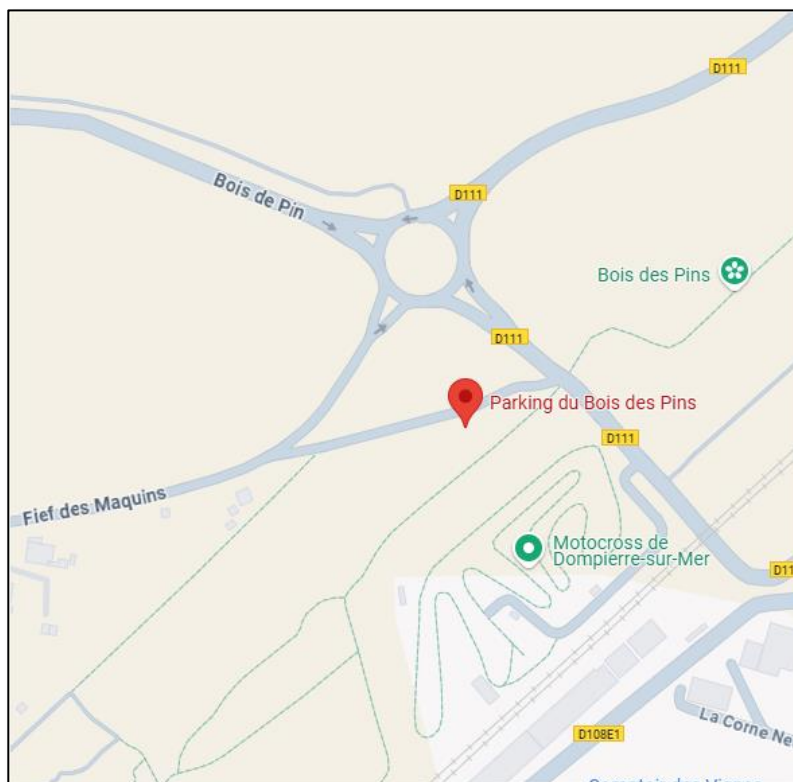 D111
Bois de Pin
D111
Bois des Pins
D111
Parking du Bois des Pins
D111
Fief des Maquins
Motocross de
Dompierre-sur-Mer
D11
La Corne Ne
D108E1